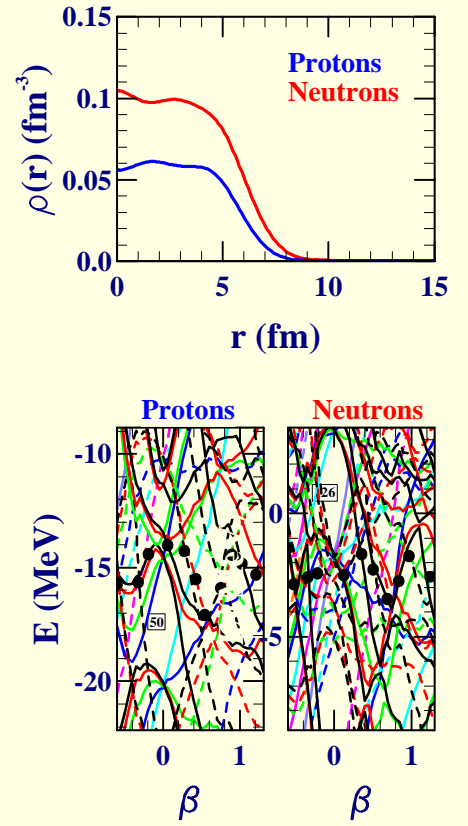 0.15
0.1
0.05
0.0
ρ(r) (fm-3)
Protons
Neutrons
0
5
10
15
r (fm)
Protons
Neutrons
-10
-15
-20
E (MeV)
50
0
1
β
0
-5
26
0
1
β